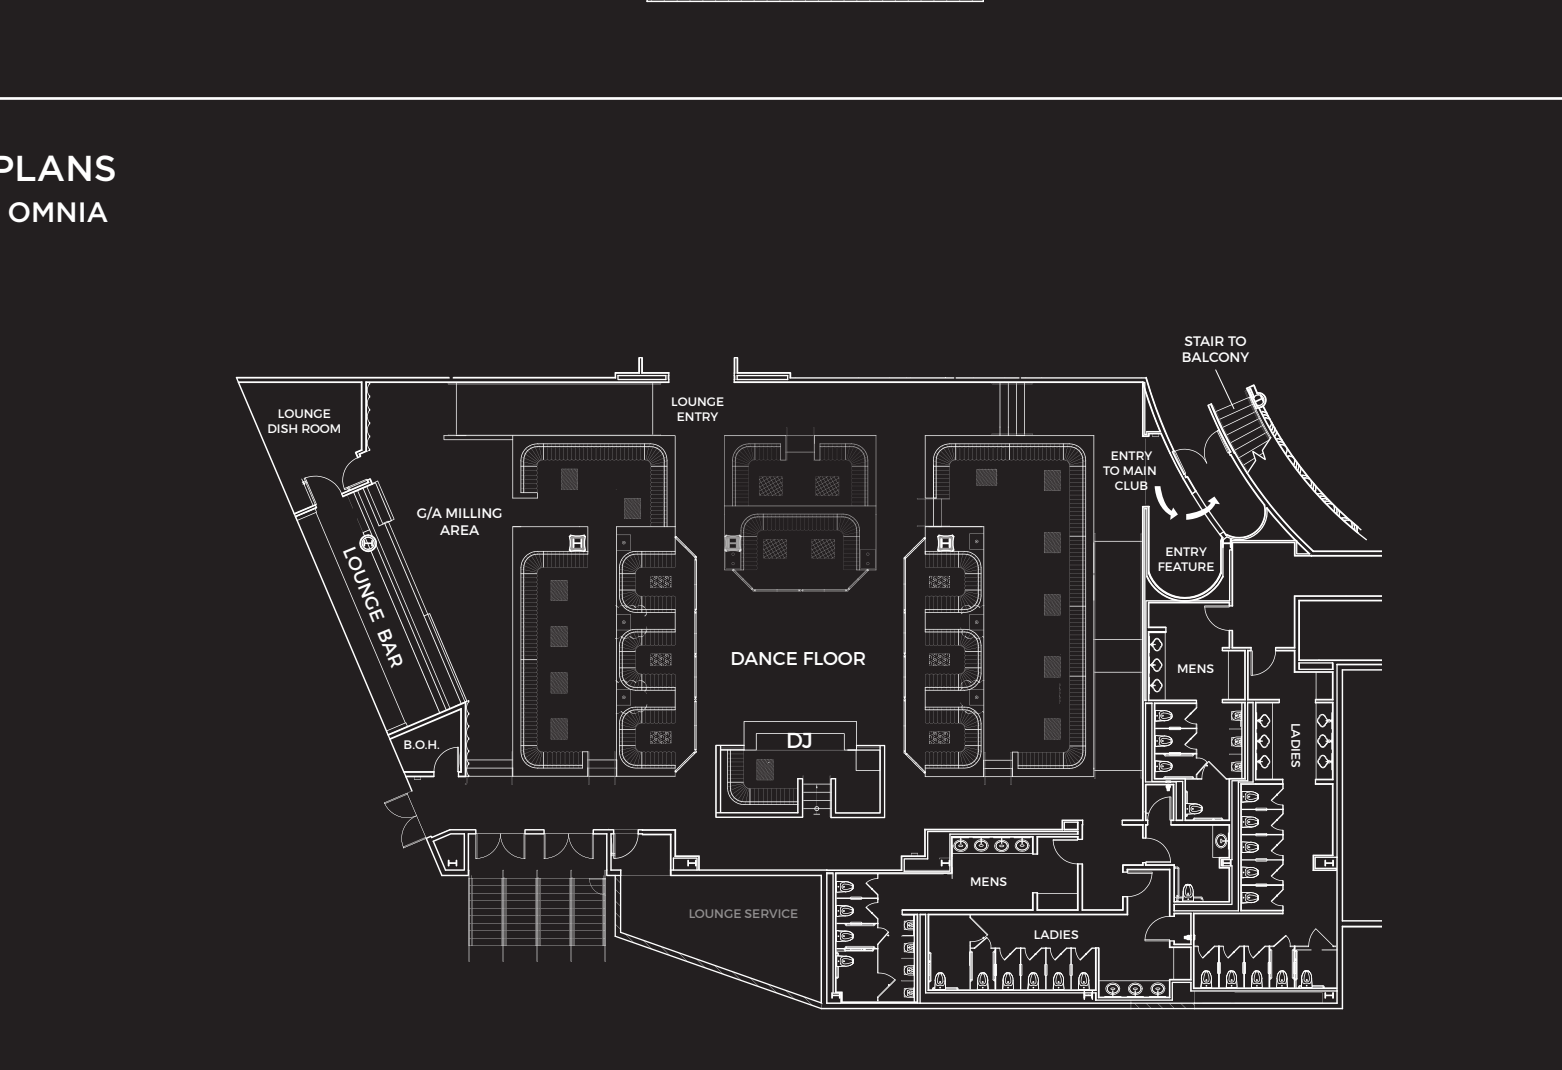 PLANS
OMNIA
STAIR TO
BALCONY
LOUNGE
ENTRY
LOUNGE
DISH ROOM
ENTRY
TO MAIN
CLUB
G/A MILLING
AREA
ENTRY
FEATURE
LOUNGE BAR
DANCE FLOOR
MENS
DJ
B.O.H.
LADIES
MENS
LOUNGE SERVICE
LADIES